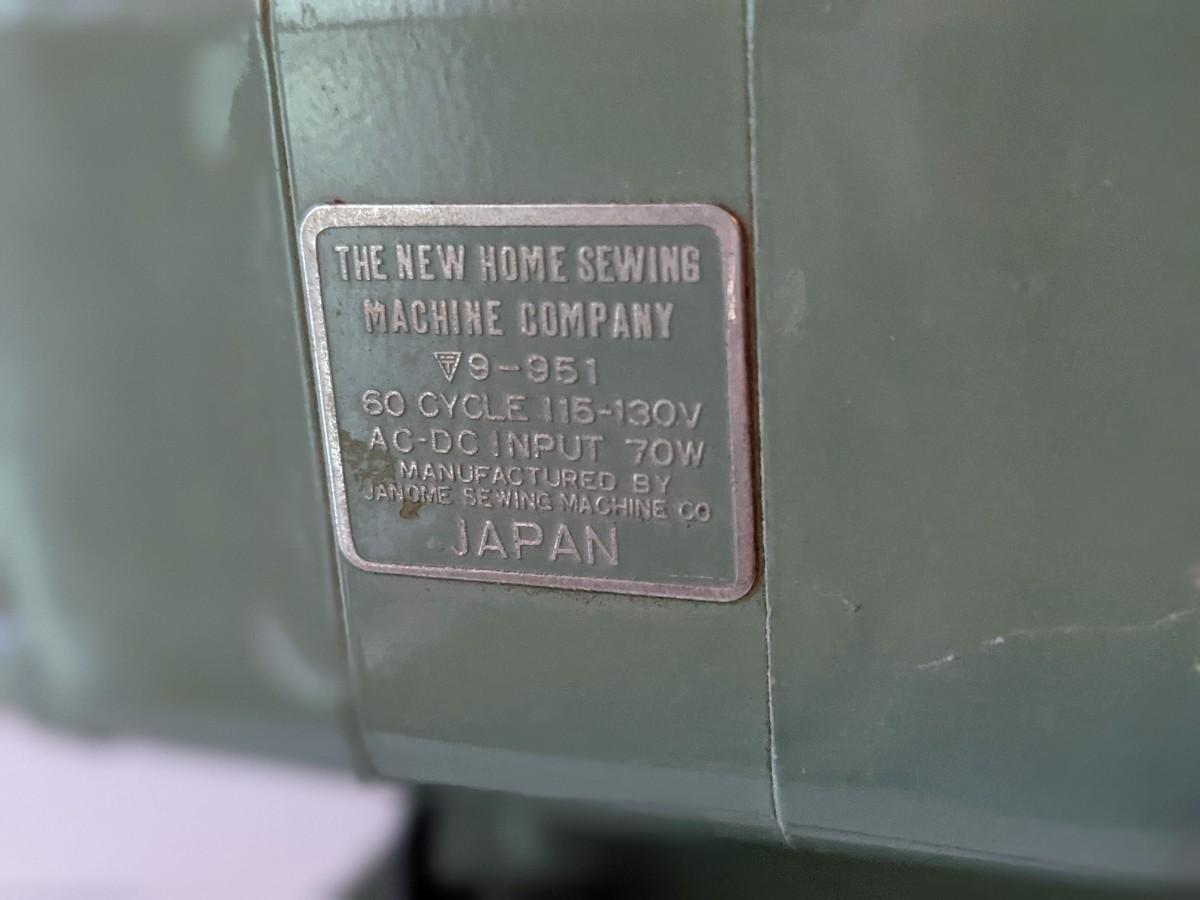 THE NEW HOME SEWING
MACHINE COMPANY
9-951
60 CYCLE 115-130V
AC-DC INPUT 70W
MANUFACTURED BY
JANOME SEWING MACHINE CO
JAPAN